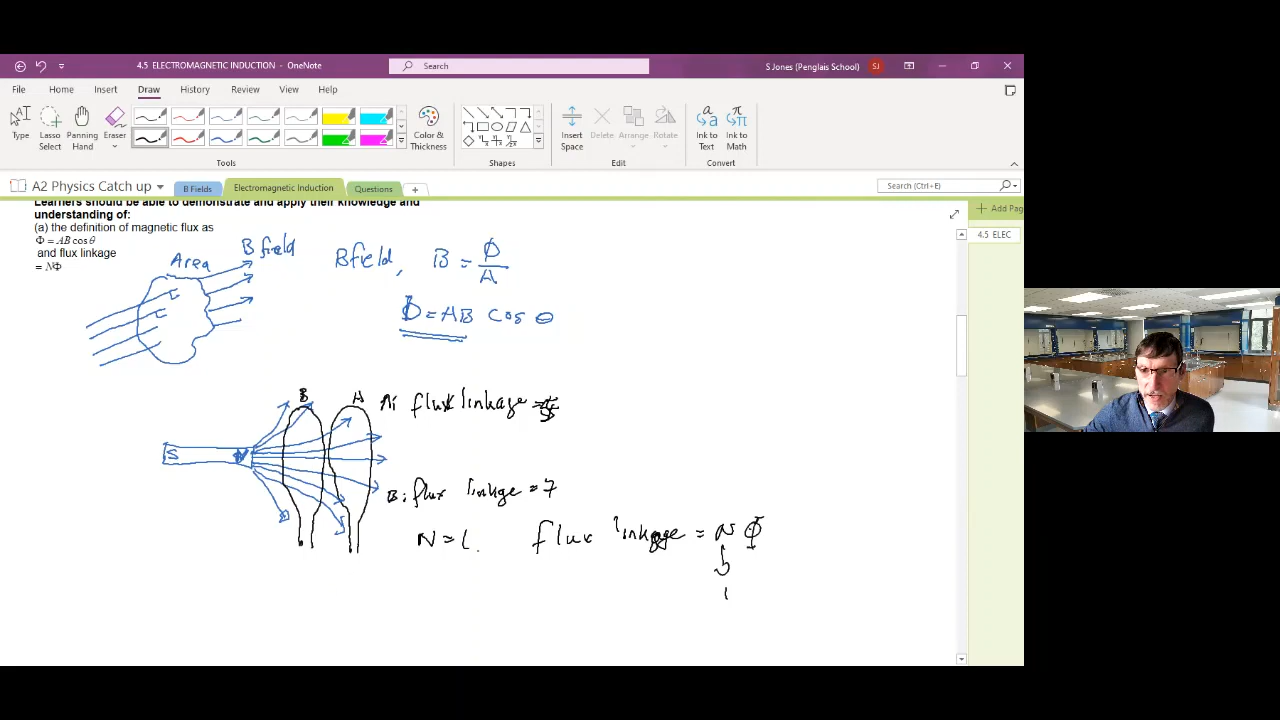 4.5 ELECTROMAGNETIC INDUCTION - OneNote
Search
S Jones (Penglais School)
SJ
File
Home
Insert
Draw
History
Review
View
Help
Type
Lasso Select
Panning Hand
Eraser
Color & Thickness
Insert Space
Delete
Arrange
Rotate
Ink to Text
Ink to Math
Tools
Shapes
Edit
Convert
A2 Physics Catch up
B Fields
Electromagnetic Induction
Questions
Search (Ctrl+E)
Add Pag
4.5 ELEC
Learners should be able to demonstrate and apply their knowledge and
understanding of:
(a) the definition of magnetic flux as
Φ = AB cos θ
and flux linkage
= NΦ
Area
B field
B field, B = Φ/A
Φ = AB cos θ
S
N
B
A
A: flux linkage =
B: flux linkage = 7
N = 1.
flux linkage = N Φ
1